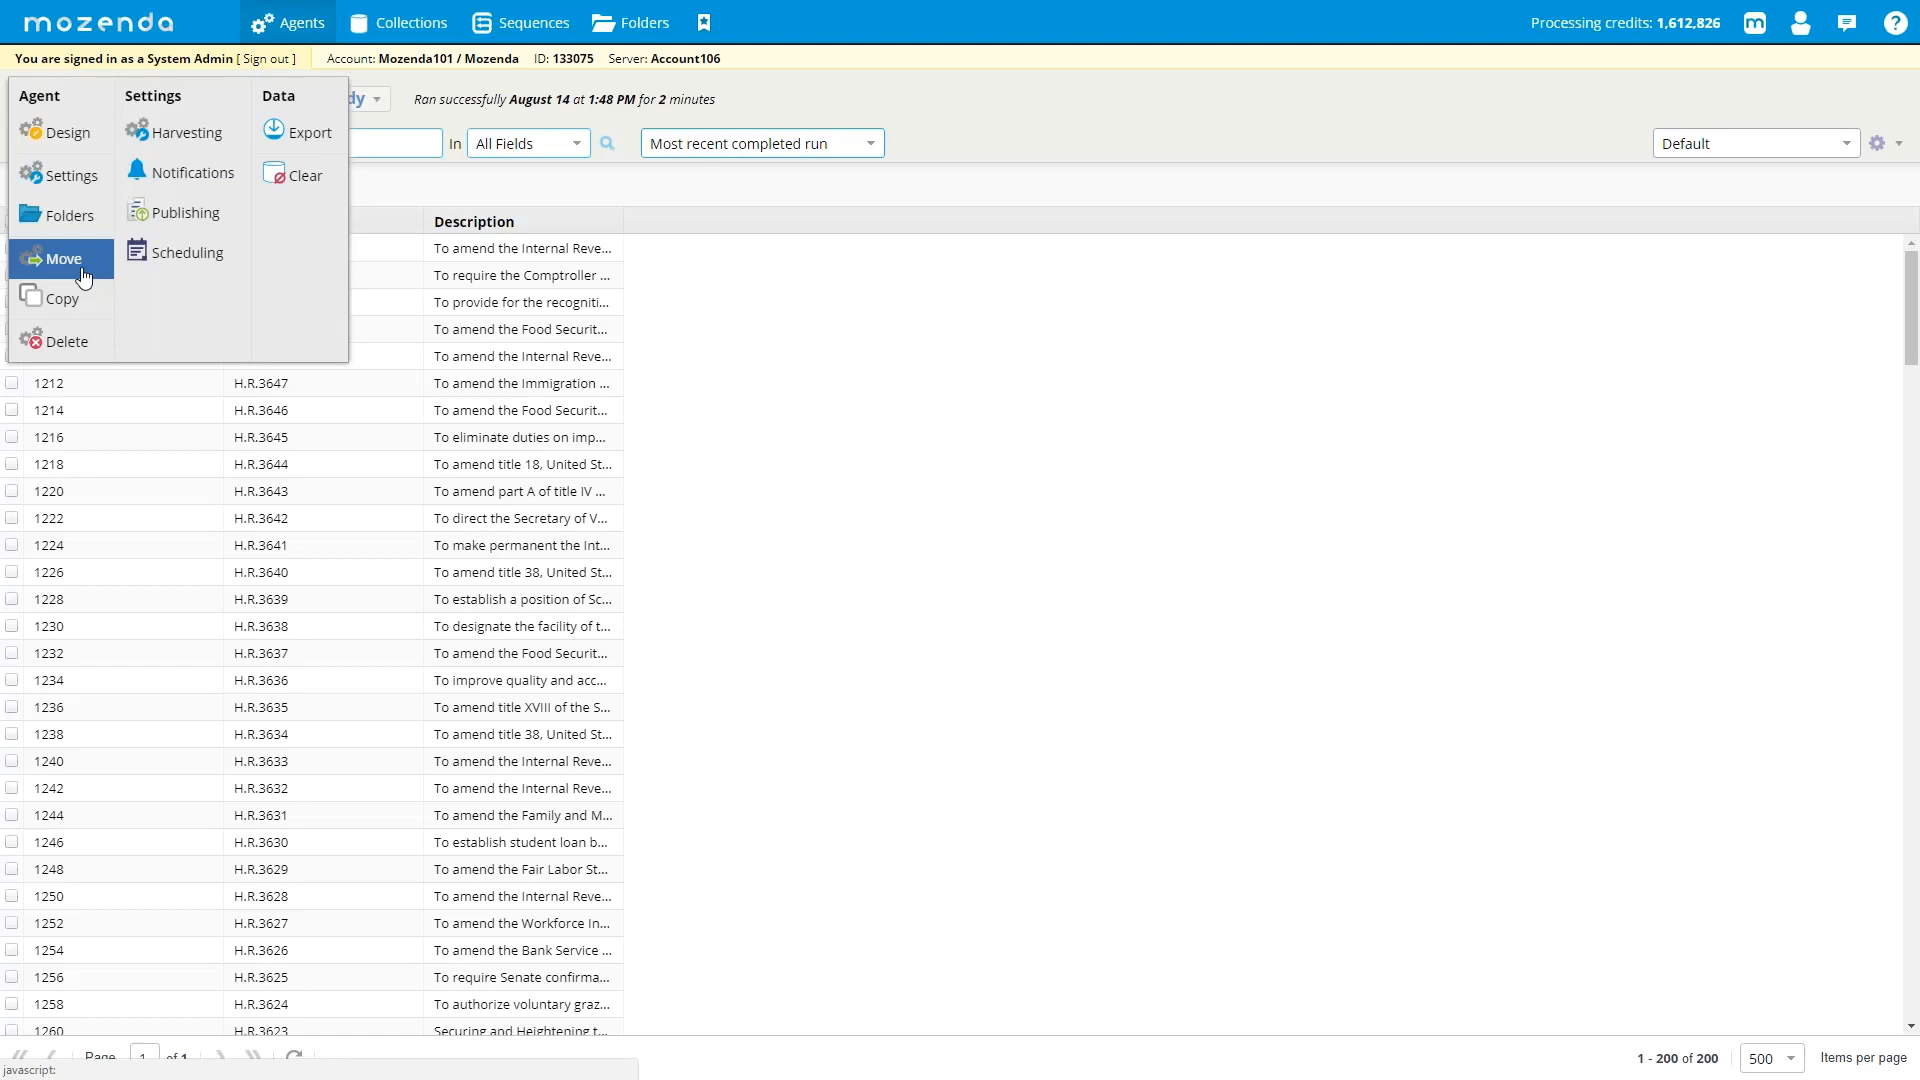 mozenda Agents Collections Sequences Folders Processing credits: 1,612,826 m ?
You are signed in as a System Admin [ Sign out ] Account: Mozenda101 / Mozenda ID: 133075 Server: Account106
Agent Settings Data
Ran successfully August 14 at 1:48 PM for 2 minutes
Design Harvesting Export
In All Fields Most recent completed run Default
Settings Notifications Clear
Folders Publishing
Move Scheduling
Copy
Delete
Description
To amend the Internal Reve...
To require the Comptroller ...
To provide for the recogniti...
To amend the Food Securit...
To amend the Internal Reve...
1212 H.R.3647 To amend the Immigration ...
1214 H.R.3646 To amend the Food Securit...
1216 H.R.3645 To eliminate duties on imp...
1218 H.R.3644 To amend title 18, United St...
1220 H.R.3643 To amend part A of title IV ...
1222 H.R.3642 To direct the Secretary of V...
1224 H.R.3641 To make permanent the Int...
1226 H.R.3640 To amend title 38, United St...
1228 H.R.3639 To establish a position of Sc...
1230 H.R.3638 To designate the facility of t...
1232 H.R.3637 To amend the Food Securit...
1234 H.R.3636 To improve quality and acc...
1236 H.R.3635 To amend title XVIII of the S...
1238 H.R.3634 To amend title 38, United St...
1240 H.R.3633 To amend the Internal Reve...
1242 H.R.3632 To amend the Internal Reve...
1244 H.R.3631 To amend the Family and M...
1246 H.R.3630 To establish student loan b...
1248 H.R.3629 To amend the Fair Labor St...
1250 H.R.3628 To amend the Internal Reve...
1252 H.R.3627 To amend the Workforce In...
1254 H.R.3626 To amend the Bank Service ...
1256 H.R.3625 To require Senate confirma...
1258 H.R.3624 To authorize voluntary graz...
1260 H.R.3623 Securing and Heightening t...
Page 1 of 1 1 - 200 of 200 500 Items per page
javascript: